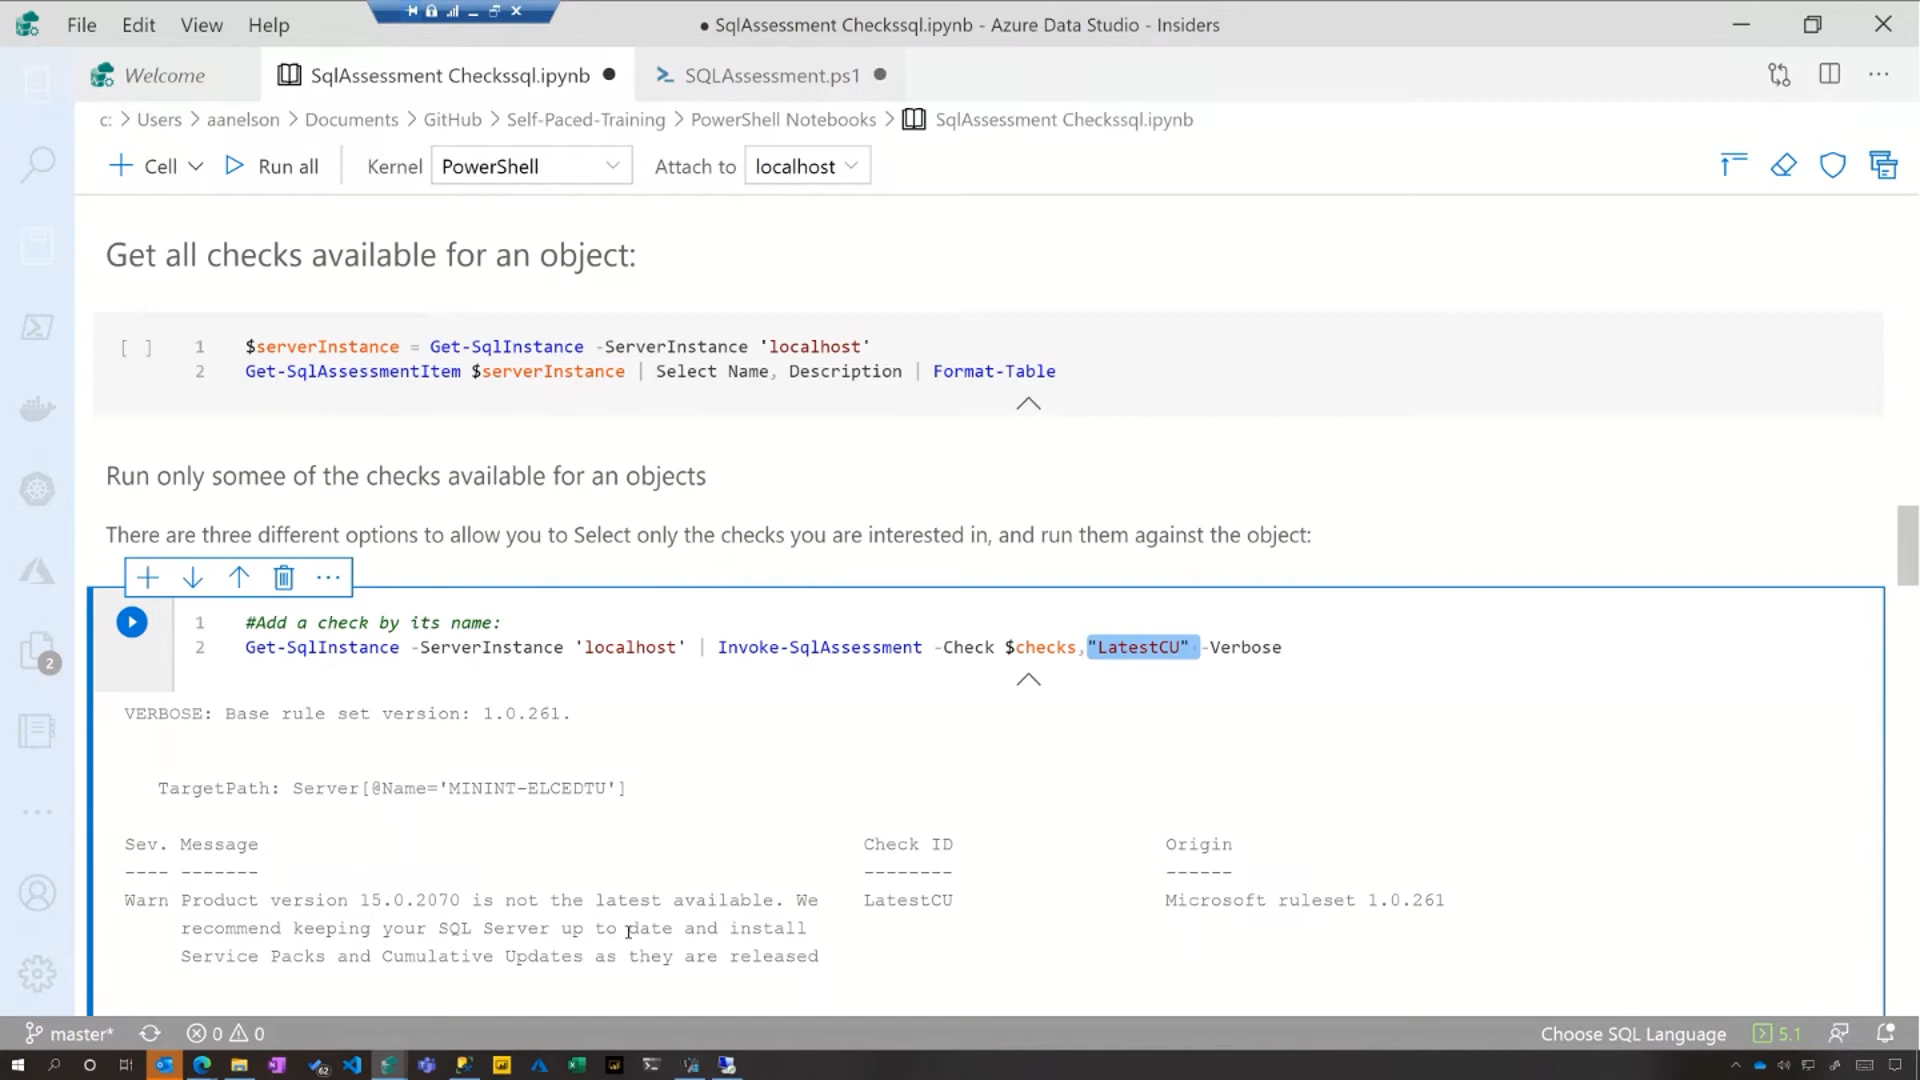 File Edit View Help
● SqlAssessment Checkssql.ipynb - Azure Data Studio - Insiders
Welcome
SqlAssessment Checkssql.ipynb ●
SQLAssessment.ps1 ●
c: > Users > aanelson > Documents > GitHub > Self-Paced-Training > PowerShell Notebooks > SqlAssessment Checkssql.ipynb
Cell Run all Kernel PowerShell Attach to localhost
Get all checks available for an object:
[ ] 1 $serverInstance = Get-SqlInstance -ServerInstance 'localhost'
2 Get-SqlAssessmentItem $serverInstance | Select Name, Description | Format-Table
Run only somee of the checks available for an objects
There are three different options to allow you to Select only the checks you are interested in, and run them against the object:
1 #Add a check by its name:
2 Get-SqlInstance -ServerInstance 'localhost' | Invoke-SqlAssessment -Check $checks,"LatestCU" -Verbose
VERBOSE: Base rule set version: 1.0.261.
TargetPath: Server[@Name='MININT-ELCEDTU']
Sev. Message Check ID Origin
---- ------- -------- ------
Warn Product version 15.0.2070 is not the latest available. We LatestCU Microsoft ruleset 1.0.261
recommend keeping your SQL Server up to date and install
Service Packs and Cumulative Updates as they are released
2
master* 0 0 Choose SQL Language 5.1
62